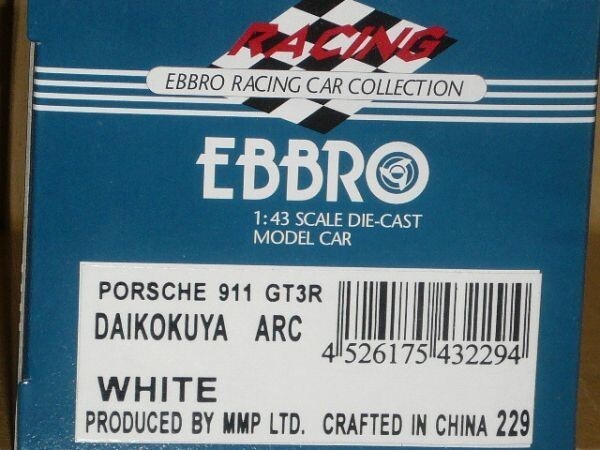 RACING
EBBRO RACING CAR COLLECTION
EBBRO
1:43 SCALE DIE-CAST
MODEL CAR
PORSCHE 911 GT3R
DAIKOKUYA ARC
4 526175 432294
WHITE
PRODUCED BY MMP LTD. CRAFTED IN CHINA 229